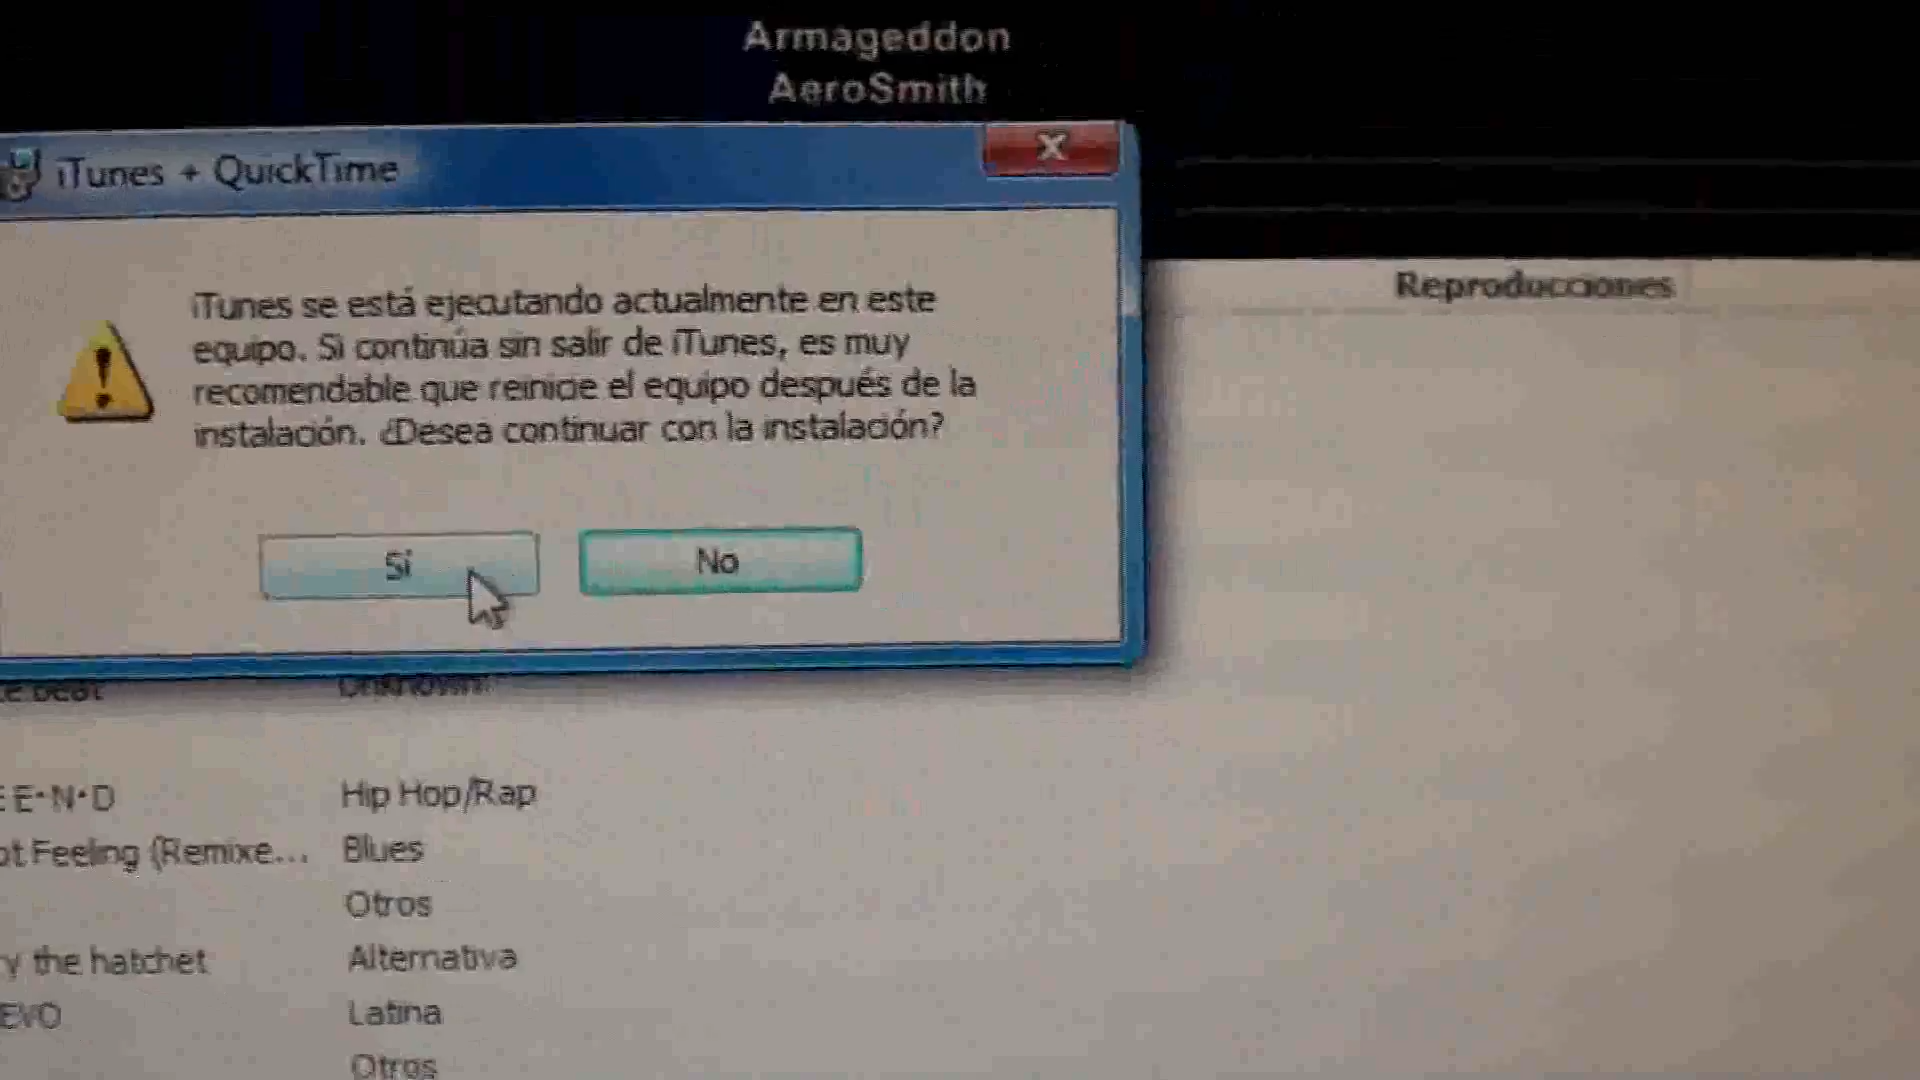 Armageddon
AeroSmith
iTunes + QuickTime
Reproducciones
iTunes se está ejecutando actualmente en este
equipo. Si continúa sin salir de iTunes, es muy
recomendable que reinicie el equipo después de la
instalación. ¿Desea continuar con la instalación?
Sí
No
beat Unknown
E•N•D Hip Hop/Rap
Feeling (Remixe... Blues
Otros
the hatchet Alternativa
EVO Latina
Otros